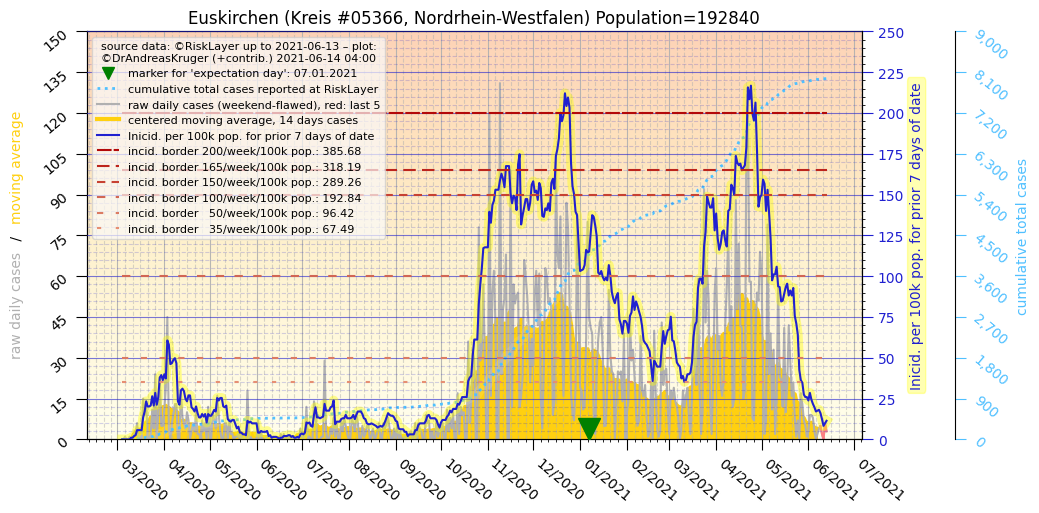 Euskirchen (Kreis #05366, Nordrhein-Westfalen) Population=192840
source data: ©RiskLayer up to 2021-06-13 – plot:
©DrAndreasKruger (+contrib.) 2021-06-14 04:00
marker for 'expectation day': 07.01.2021
cumulative total cases reported at RiskLayer
raw daily cases (weekend-flawed), red: last 5
centered moving average, 14 days cases
Inicid. per 100k pop. for prior 7 days of date
incid. border 200/week/100k pop.: 385.68
incid. border 165/week/100k pop.: 318.19
incid. border 150/week/100k pop.: 289.26
incid. border 100/week/100k pop.: 192.84
incid. border   50/week/100k pop.: 96.42
incid. border   35/week/100k pop.: 67.49
raw daily cases  /  moving average
150
135
120
105
90
75
60
45
30
15
0
250
225
200
175
150
125
100
75
50
25
0
Inicid. per 100k pop. for prior 7 days of date
9,000
8,100
7,200
6,300
5,400
4,500
3,600
2,700
1,800
900
0
cumulative total cases
03/2020
04/2020
05/2020
06/2020
07/2020
08/2020
09/2020
10/2020
11/2020
12/2020
01/2021
02/2021
03/2021
04/2021
05/2021
06/2021
07/2021